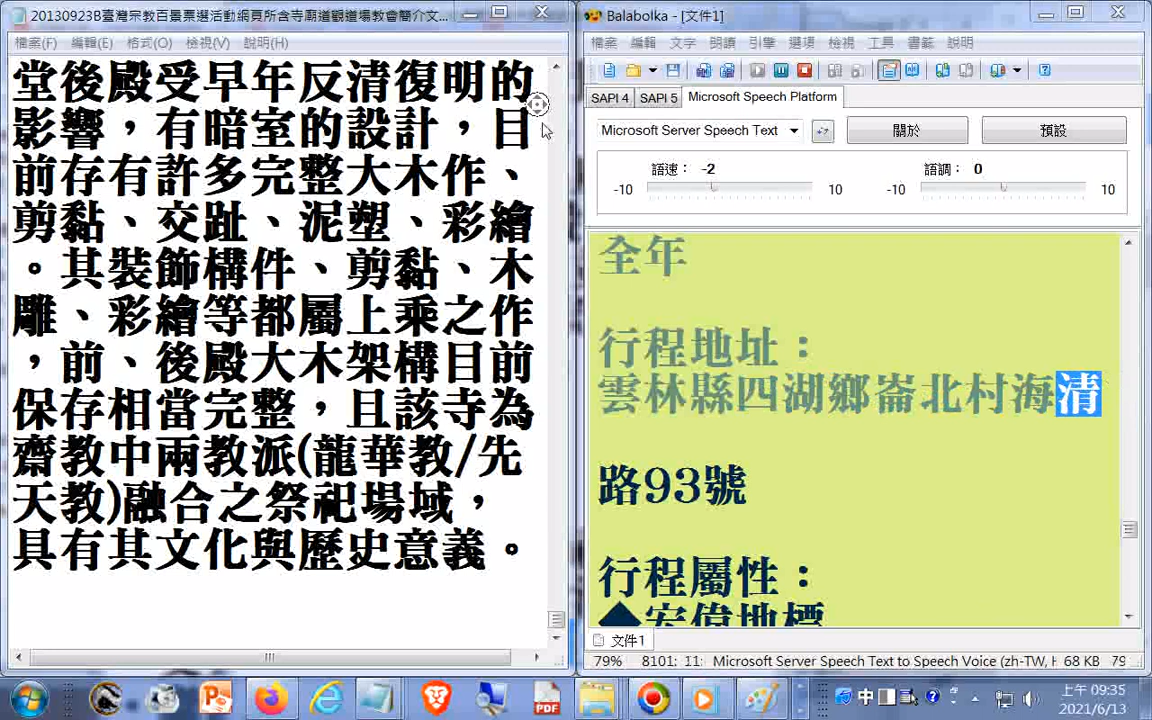 20130923B臺灣宗教百景票選活動網頁所含寺廟道觀道場教會簡介文...
檔案(F) 編輯(E) 格式(O) 檢視(V) 說明(H)
堂後殿受早年反清復明的
影響，有暗室的設計，目
前存有許多完整大木作、
剪黏、交趾、泥塑、彩繪
。其裝飾構件、剪黏、木
雕、彩繪等都屬上乘之作
，前、後殿大木架構目前
保存相當完整，且該寺為
齋教中兩教派(龍華教/先
天教)融合之祭祀場域，
具有其文化與歷史意義。
Balabolka - [文件1]
檔案 編輯 文字 朗讀 引擎 選項 檢視 工具 書籤 說明
SAPI 4 SAPI 5 Microsoft Speech Platform
Microsoft Server Speech Text 關於 預設
語速： -2 語調： 0
-10 10 -10 10
全年
行程地址：
雲林縣四湖鄉崙北村海清
路93號
行程屬性：
◆宏偉地標
文件1
79% 8101: 11: Microsoft Server Speech Text to Speech Voice (zh-TW, H 68 KB 79
中 上午 09:35
2021/6/13